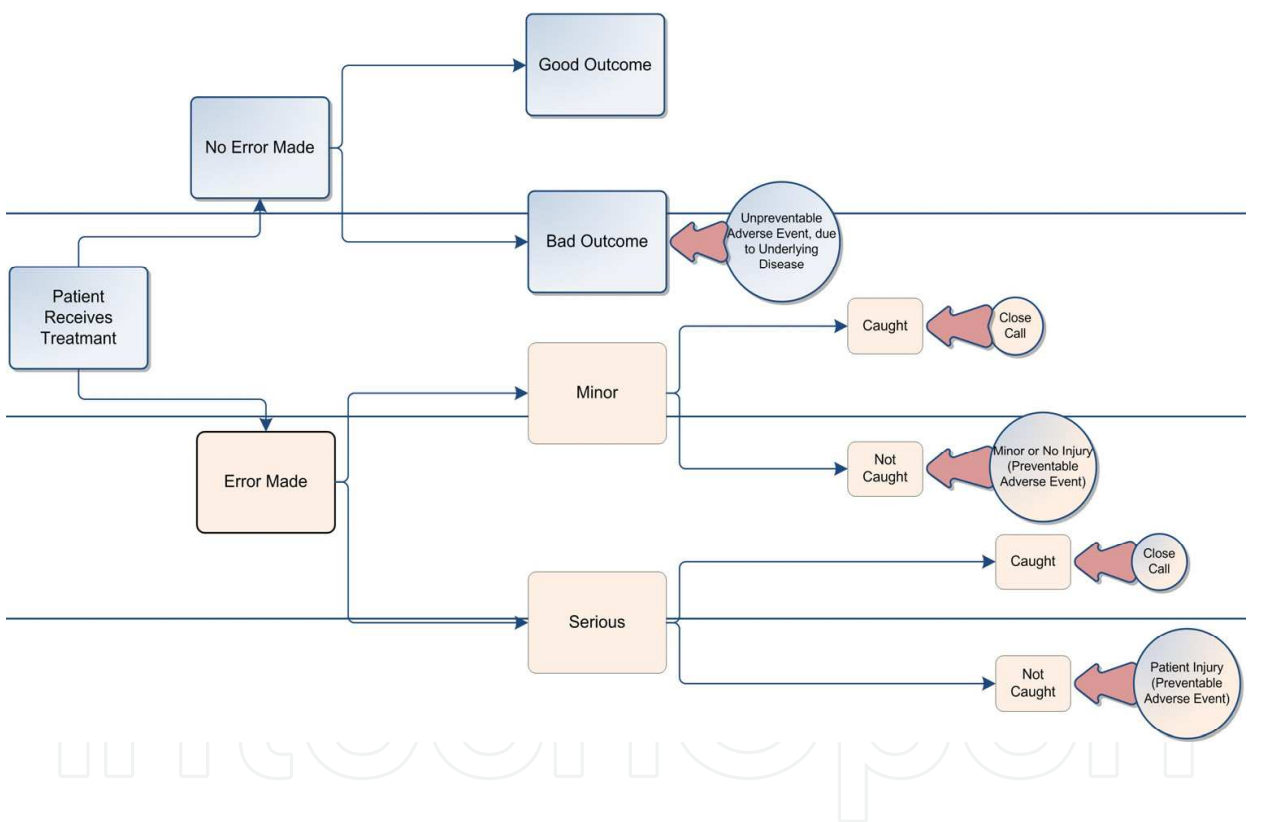 Good Outcome
No Error Made
Bad Outcome
Unpreventable
Adverse Event, due
to Underlying
Disease
Patient
Receives
Treatmant
Caught
Close
Call
Minor
Not
Caught
Minor or No Injury
(Preventable
Adverse Event)
Error Made
Caught
Close
Call
Serious
Not
Caught
Patient Injury
(Preventable
Adverse Event)
intechopen